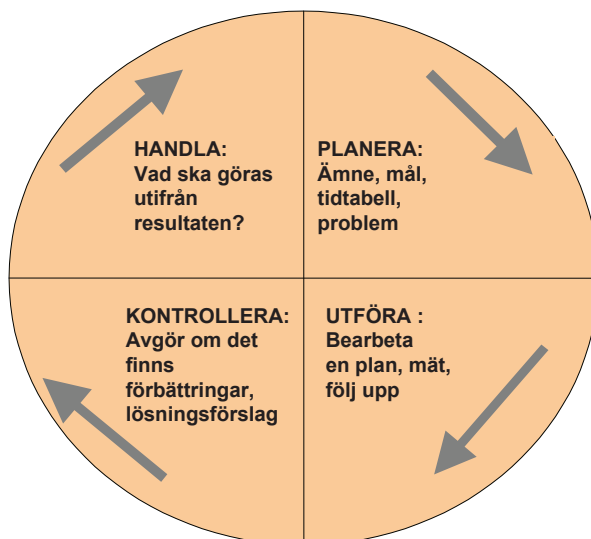 HANDLA:
Vad ska göras
utifrån
resultaten?
PLANERA:
Ämne, mål,
tidtabell,
problem
KONTROLLERA:
Avgör om det
finns
förbättringar,
lösningsförslag
UTFÖRA :
Bearbeta
en plan, mät,
följ upp